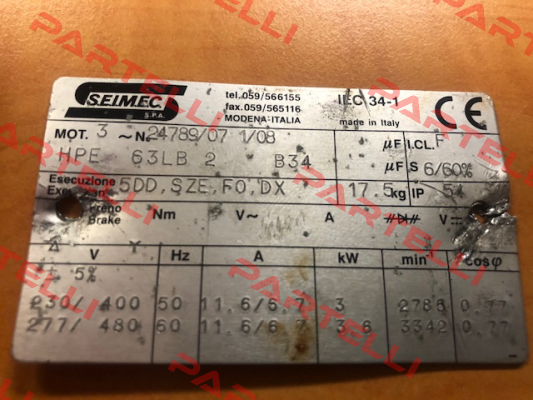 SEIMEC
S.P.A.
tel. 059/566155
fax. 059/565116
MODENA-ITALIA
IEC 34-1
made in Italy
CE
MOT. 3 ~ N° 24789/07 1/08 µF I.CL. F
HPE 63LB 2 B34 µF S 6/60%
Esecuzione 5DD, SZE, FO, DX 17.5 kg IP 54
Freno
Brake Nm V~ A V=
Δ V Y Hz A kW min cosφ
± 5%
230/ 400 50 11,6/6,7 3 2786 0.77
277/ 480 60 11,6/6,7 3,6 3342 0.77
PARTELLI